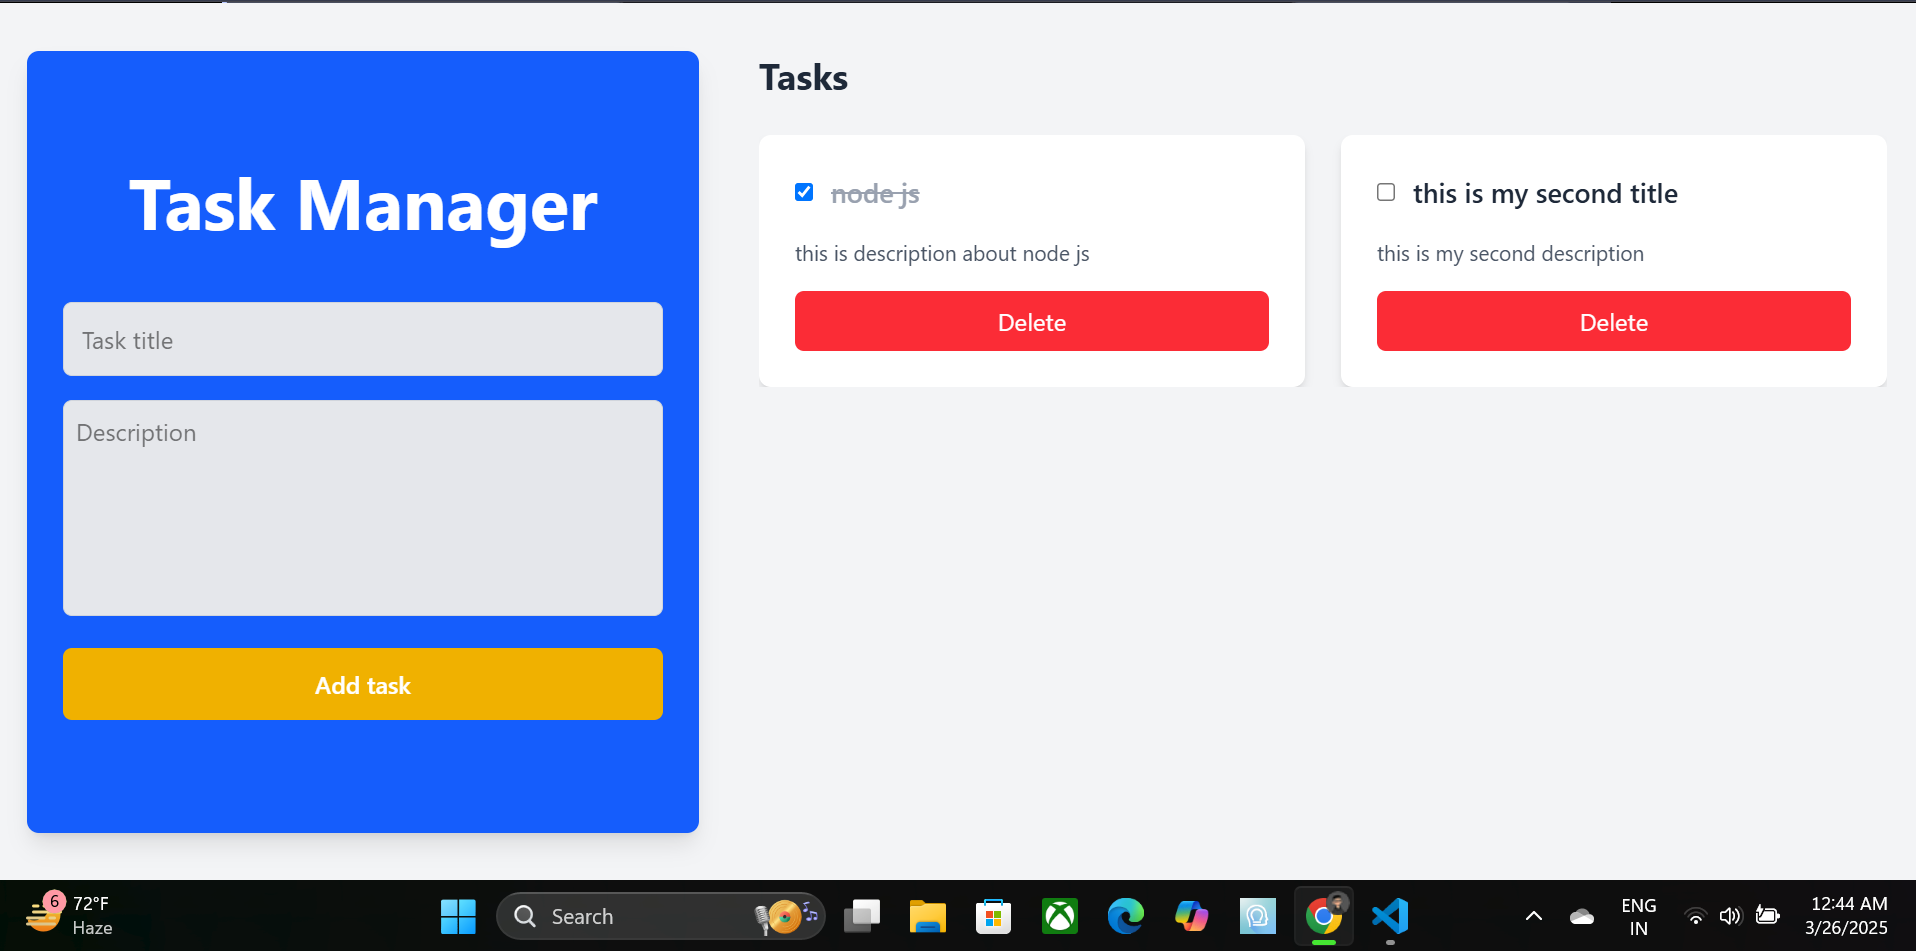 Task Manager
Task title
Description
Add task
Tasks
node js
this is description about node js
Delete
this is my second title
this is my second description
Delete
6
72°F
Haze
Search
ENG
IN
12:44 AM
3/26/2025